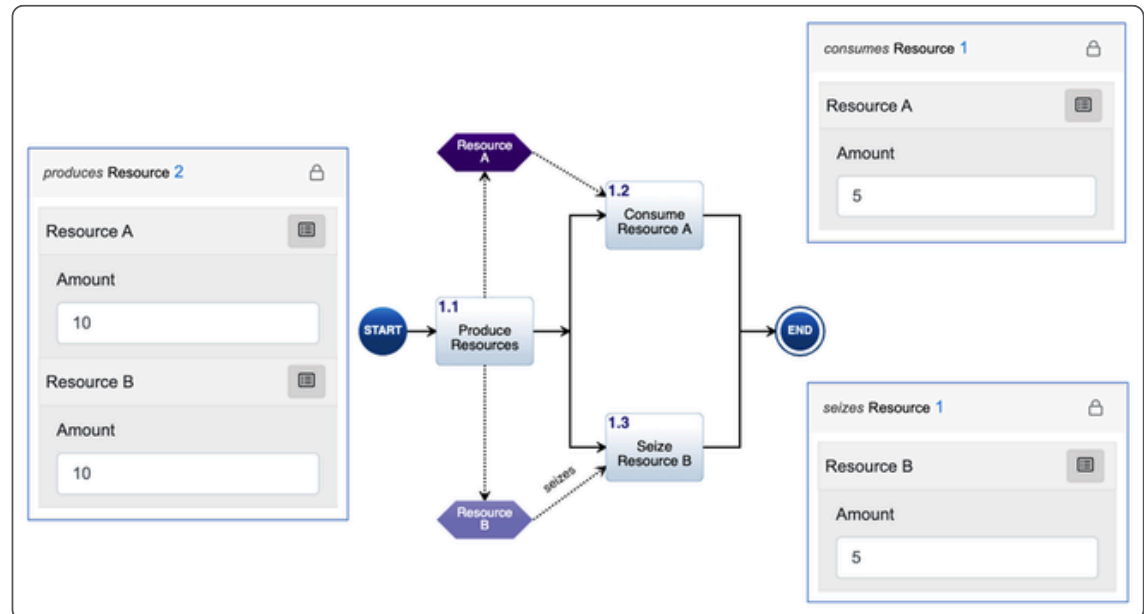 produces Resource 2
Resource A
Amount
10
Resource B
Amount
10
START
1.1
Produce
Resources
Resource
A
Resource
B
seizes
1.2
Consume
Resource A
1.3
Seize
Resource B
END
consumes Resource 1
Resource A
Amount
5
seizes Resource 1
Resource B
Amount
5